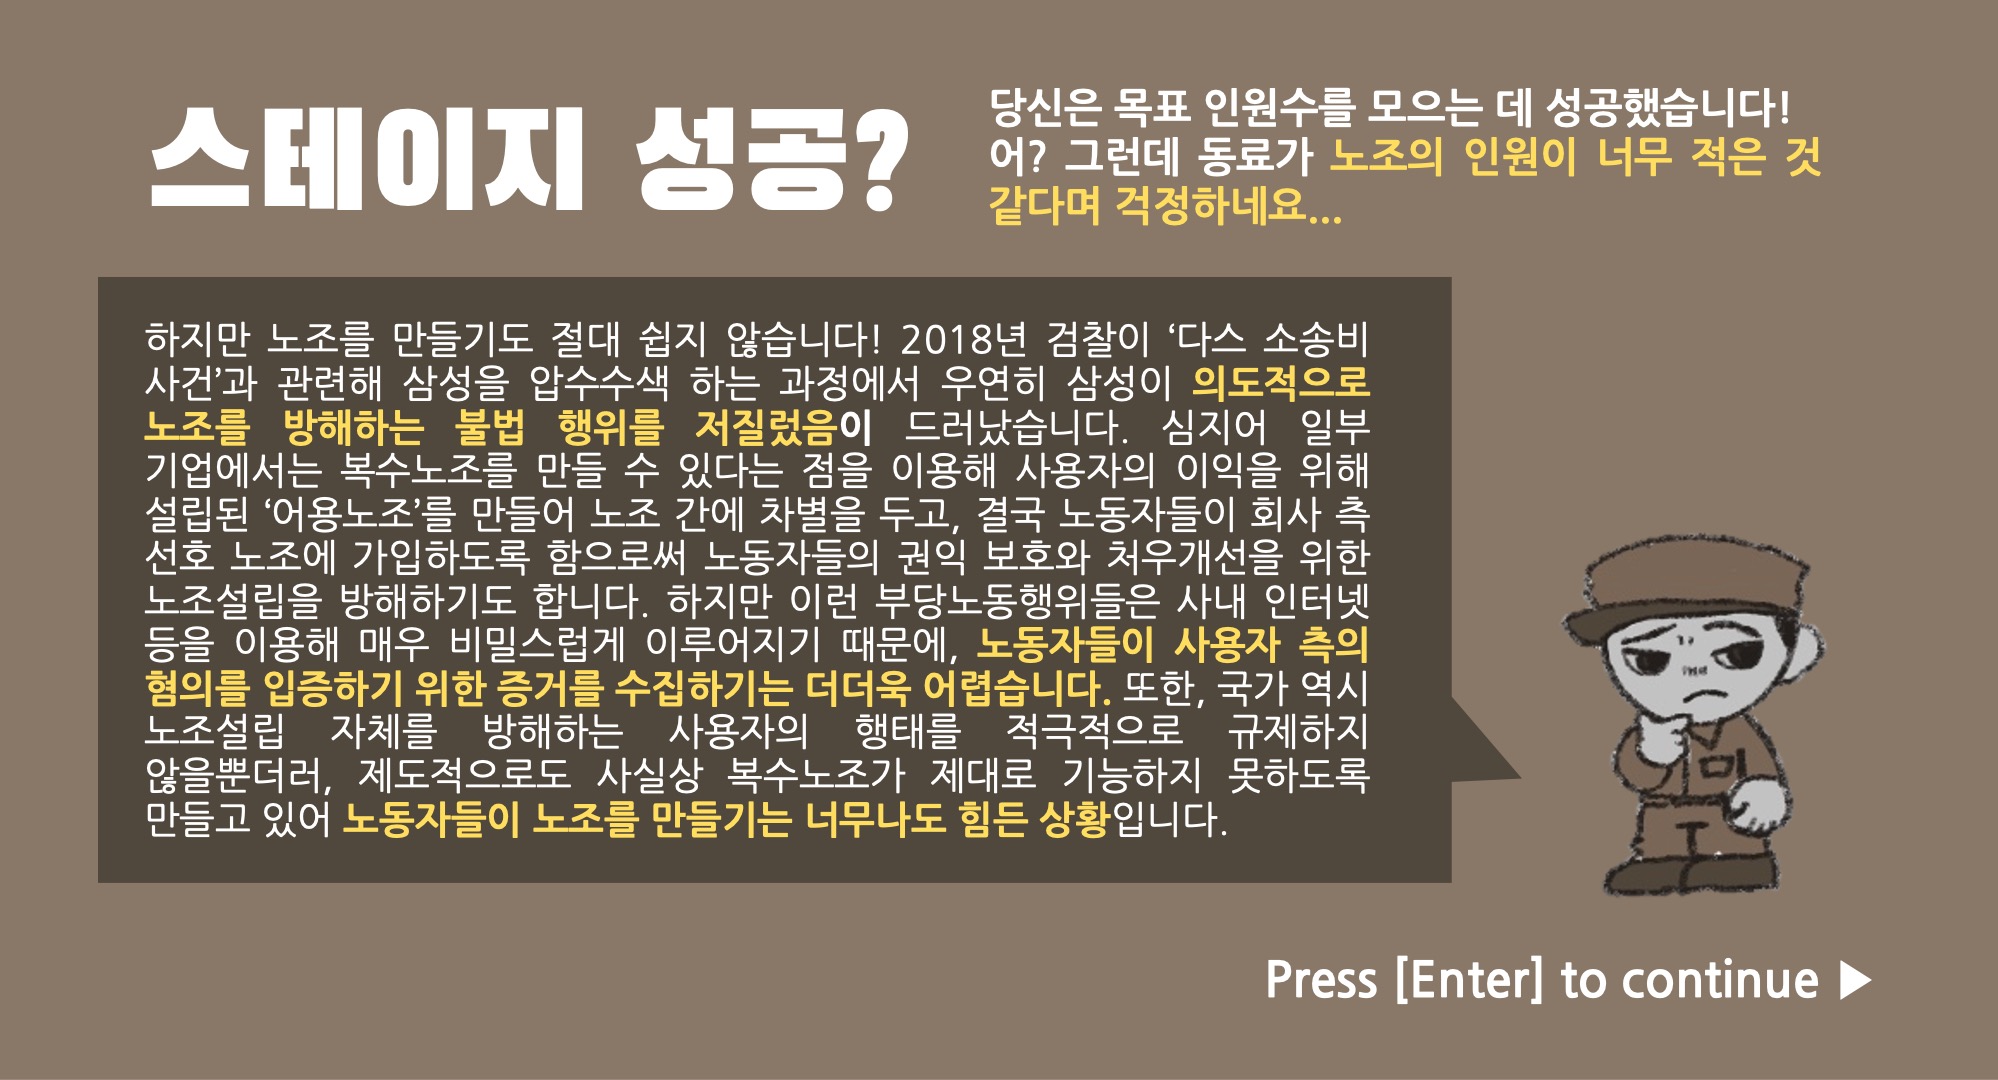 스테이지 성공?
당신은 목표 인원수를 모으는 데 성공했습니다!
어? 그런데 동료가 노조의 인원이 너무 적은 것
같다며 걱정하네요...
하지만 노조를 만들기도 절대 쉽지 않습니다! 2018년 검찰이 ‘다스 소송비
사건’과 관련해 삼성을 압수수색 하는 과정에서 우연히 삼성이 의도적으로
노조를 방해하는 불법 행위를 저질렀음이 드러났습니다. 심지어 일부
기업에서는 복수노조를 만들 수 있다는 점을 이용해 사용자의 이익을 위해
설립된 ‘어용노조’를 만들어 노조 간에 차별을 두고, 결국 노동자들이 회사 측
선호 노조에 가입하도록 함으로써 노동자들의 권익 보호와 처우개선을 위한
노조설립을 방해하기도 합니다. 하지만 이런 부당노동행위들은 사내 인터넷
등을 이용해 매우 비밀스럽게 이루어지기 때문에, 노동자들이 사용자 측의
혐의를 입증하기 위한 증거를 수집하기는 더더욱 어렵습니다. 또한, 국가 역시
노조설립 자체를 방해하는 사용자의 행태를 적극적으로 규제하지
않을뿐더러, 제도적으로도 사실상 복수노조가 제대로 기능하지 못하도록
만들고 있어 노동자들이 노조를 만들기는 너무나도 힘든 상황입니다.
Press [Enter] to continue ▶